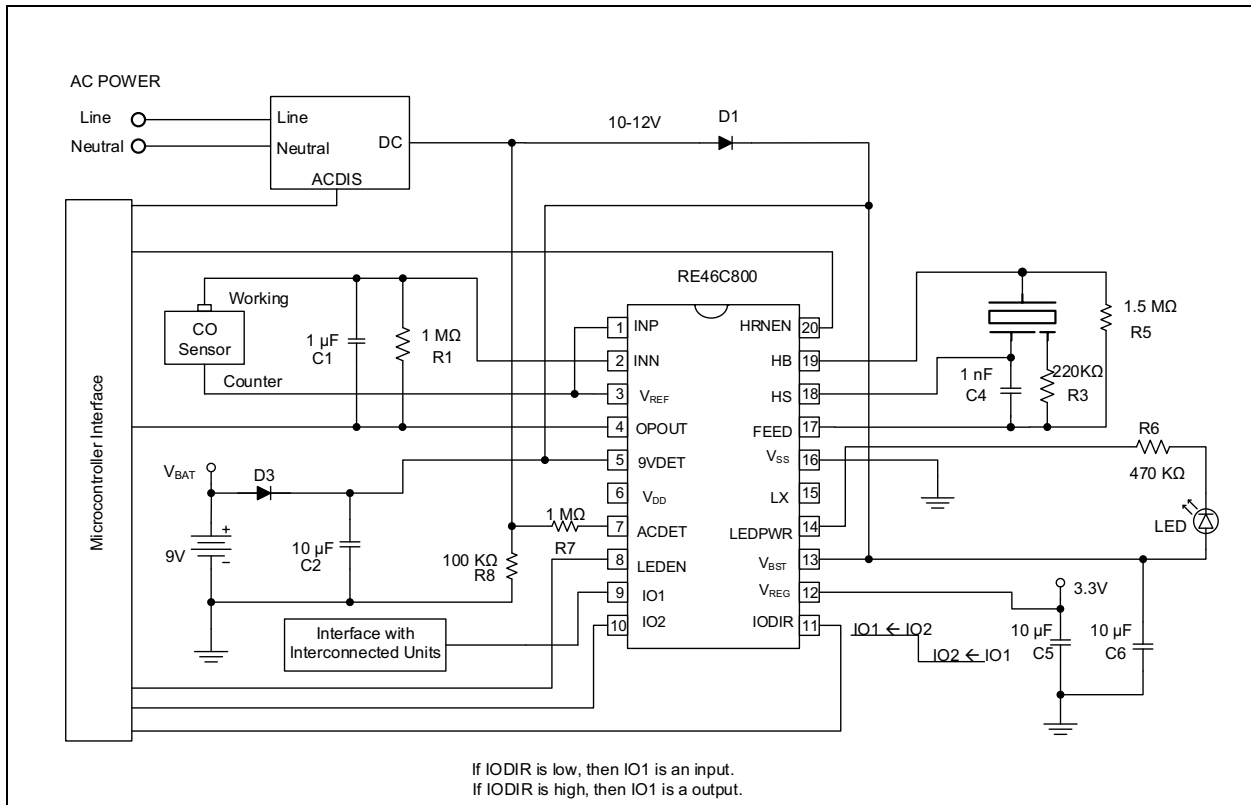 AC POWER
Line
Neutral
Line
Neutral
DC
ACDIS
10-12V
D1
Microcontroller Interface
Working
CO
Sensor
Counter
1 µF
C1
1 MΩ
R1
RE46C800
1 INP
2 INN
3 VREF
4 OPOUT
5 9VDET
6 VDD
7 ACDET
8 LEDEN
9 IO1
10 IO2
HRNEN 20
HB 19
HS 18
FEED 17
VSS 16
LX 15
LEDPWR 14
VBST 13
VREG 12
IODIR 11
1.5 MΩ
R5
1 nF
C4
220KΩ
R3
R6
470 KΩ
LED
VBAT
D3
+
–
9V
10 µF
C2
1 MΩ
R7
100 KΩ
R8
Interface with
Interconnected Units
IO1 ← IO2
IO2 ← IO1
3.3V
10 µF
C5
10 µF
C6
If IODIR is low, then IO1 is an input.
If IODIR is high, then IO1 is a output.